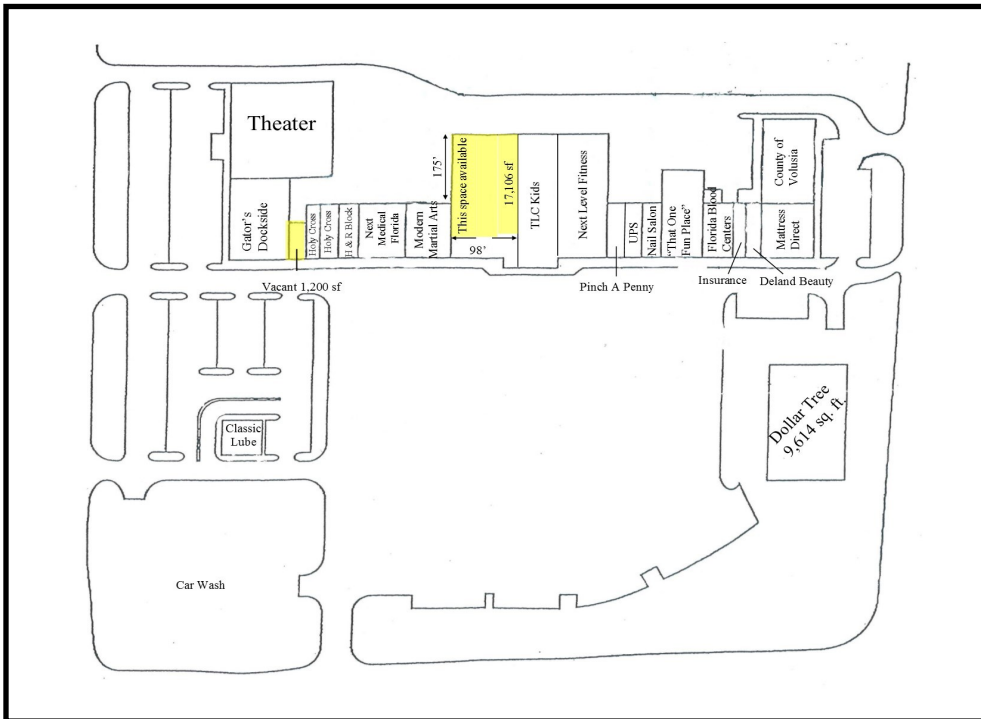 Theater
Gator's
Dockside
Vacant 1,200 sf
Holy Cross
Holy Cross
H & R Block
Next
Medical
Florida
Modern
Martial Arts
175'
This space available
17,106 sf
98'
TLC Kids
Next Level Fitness
Pinch A Penny
UPS
Nail Salon
"That One
Fun Place"
Florida Blood
Centers
Insurance
Deland Beauty
County of
Volusia
Mattress
Direct
Classic
Lube
Dollar Tree
9,614 sq. ft.
Car Wash